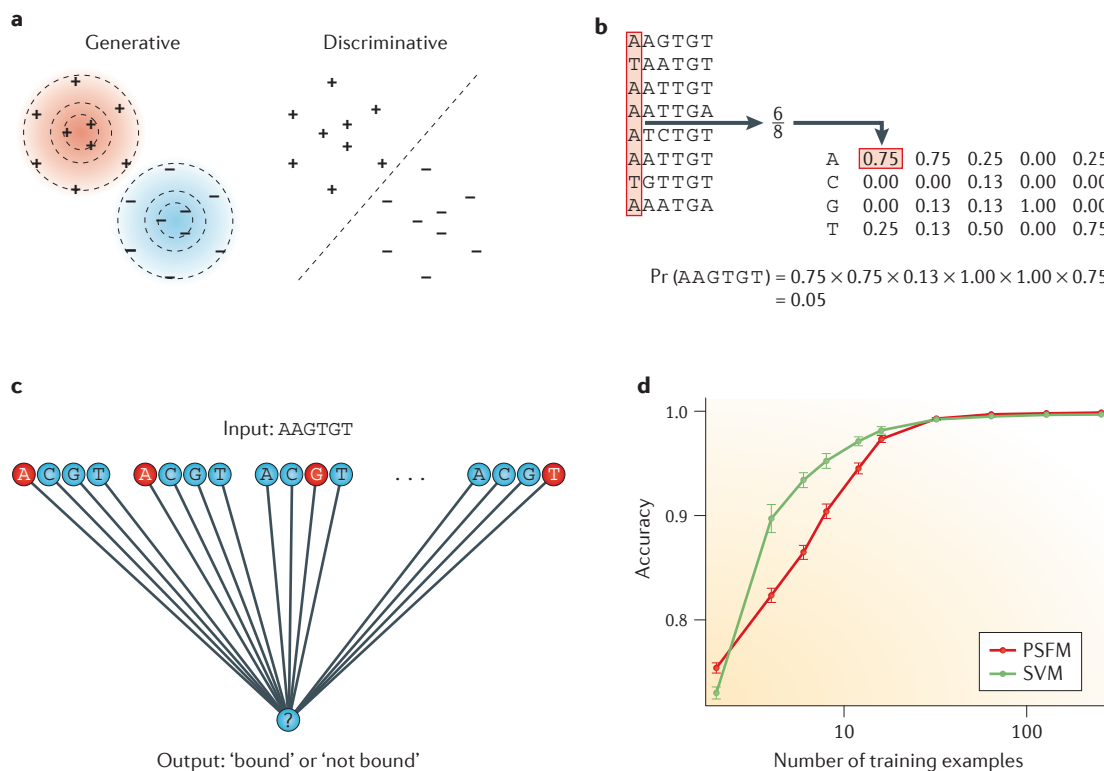 a
Generative
Discriminative
b
AAGTGT
TAATGT
AATTGT
AATTGA
ATCTGT
AATTGT
TGTTGT
AAATGA
6
8
A 0.75 0.75 0.25 0.00 0.25
C 0.00 0.00 0.13 0.00 0.00
G 0.00 0.13 0.13 1.00 0.00
T 0.25 0.13 0.50 0.00 0.75
Pr (AAGTGT) = 0.75 × 0.75 × 0.13 × 1.00 × 1.00 × 0.75
= 0.05
c
Input: AAGTGT
A C G T A C G T A C G T ... A C G T
?
Output: ‘bound’ or ‘not bound’
d
1.0
0.9
0.8
Accuracy
PSFM
SVM
10 100
Number of training examples